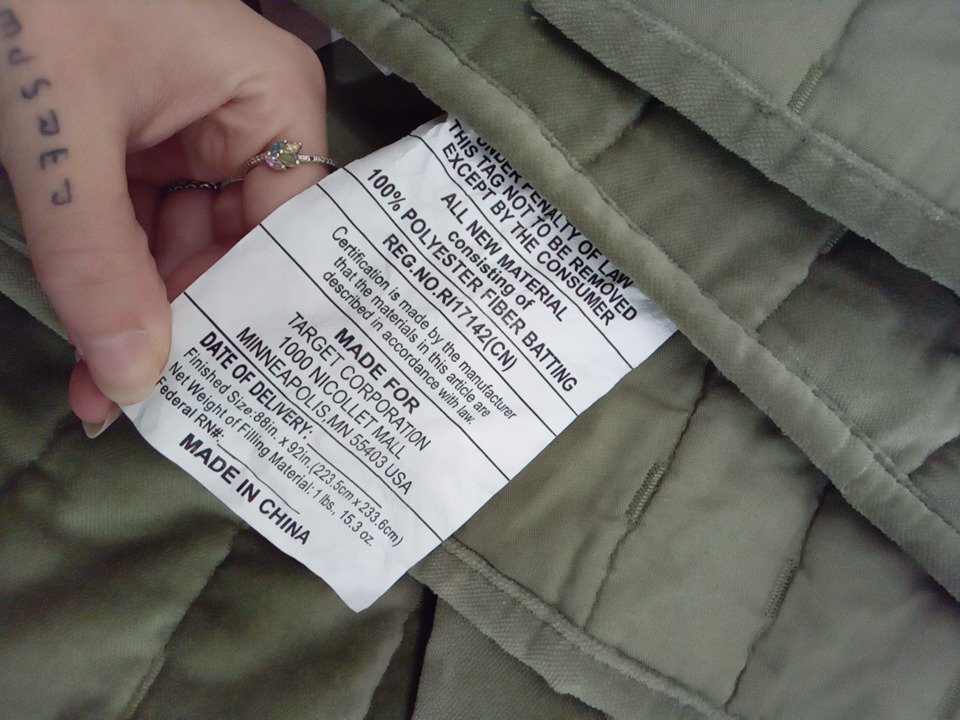 UNDER PENALTY OF LAW
THIS TAG NOT TO BE REMOVED
EXCEPT BY THE CONSUMER
ALL NEW MATERIAL
consisting of
100% POLYESTER FIBER BATTING
REG.NO.RI17142(CN)
Certification is made by the manufacturer
that the materials in this article are
described in accordance with law.
MADE FOR
TARGET CORPORATION
1000 NICOLLET MALL
MINNEAPOLIS.MN 55403 USA
DATE OF DELIVERY:
Finished Size:88in. x 92in.(223.5cm x 233.6cm)
Net Weight of Filling Material: 1 lbs., 15.3 oz.
Federal RN#:
MADE IN CHINA